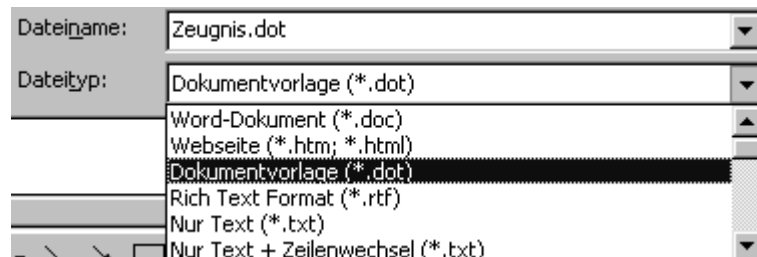 Dateiname: Zeugnis.dot
Dateityp: Dokumentvorlage (*.dot)
Word-Dokument (*.doc)
Webseite (*.htm; *.html)
Dokumentvorlage (*.dot)
Rich Text Format (*.rtf)
Nur Text (*.txt)
Nur Text + Zeilenwechsel (*.txt)